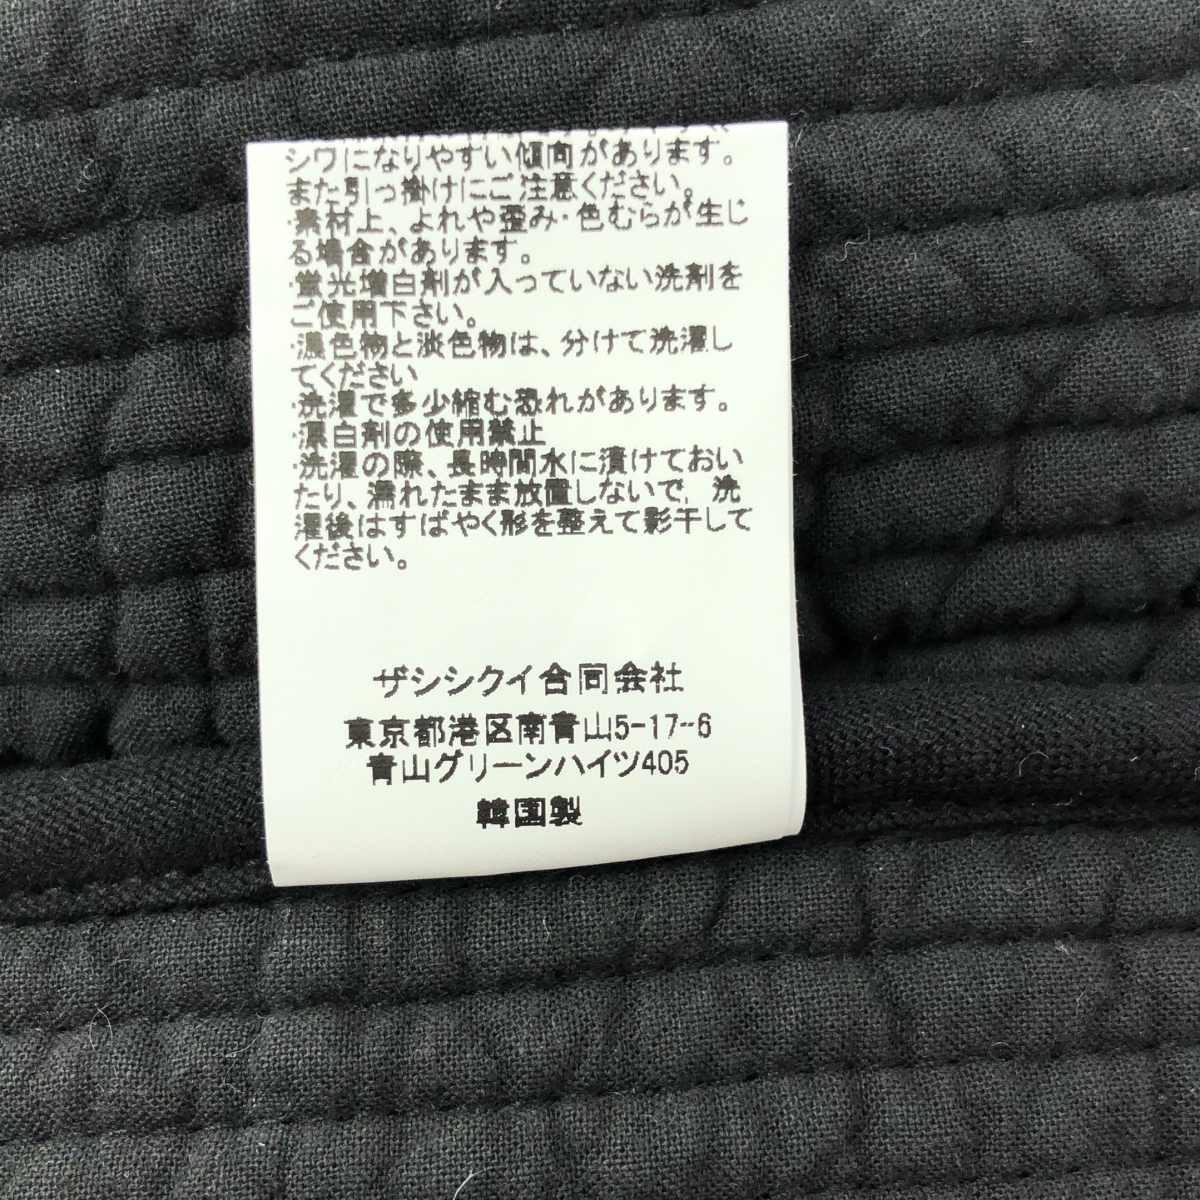 シワになりやすい傾向があります。
また引っ掛けにご注意ください。
・素材上、よれや歪み・色むらが生じ
る場合があります。
・蛍光増白剤が入っていない洗剤を
ご使用下さい。
・濃色物と淡色物は、分けて洗濯し
てください
・洗濯で多少縮む恐れがあります。
・漂白剤の使用禁止
・洗濯の際、長時間水に漬けておい
たり、濡れたまま放置しないで、洗
濯後はすばやく形を整えて影干して
ください。
ザシシクイ合同会社
東京都港区南青山5-17-6
青山グリーンハイツ405
韓国製